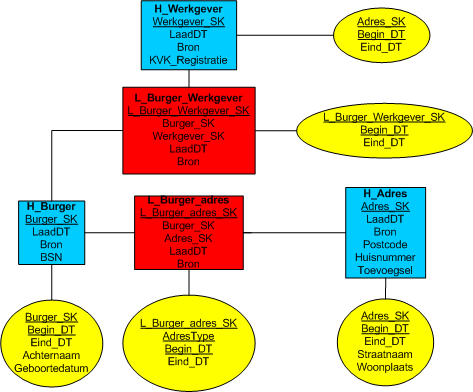 H_Werkgever
Werkgever_SK
LaadDT
Bron
KVK_Registratie
Adres_SK
Begin_DT
Eind_DT
L_Burger_Werkgever
L_Burger_Werkgever_SK
Burger_SK
Werkgever_SK
LaadDT
Bron
L_Burger_Werkgever_SK
Begin_DT
Eind_DT
H_Burger
Burger_SK
LaadDT
Bron
BSN
L_Burger_adres
L_Burger_adres_SK
Burger_SK
Adres_SK
LaadDT
Bron
H_Adres
Adres_SK
LaadDT
Bron
Postcode
Huisnummer
Toevoegsel
Burger_SK
Begin_DT
Eind_DT
Achternaam
Geboortedatum
L_Burger_adres_SK
AdresType
Begin_DT
Eind_DT
Adres_SK
Begin_DT
Eind_DT
Straatnaam
Woonplaats